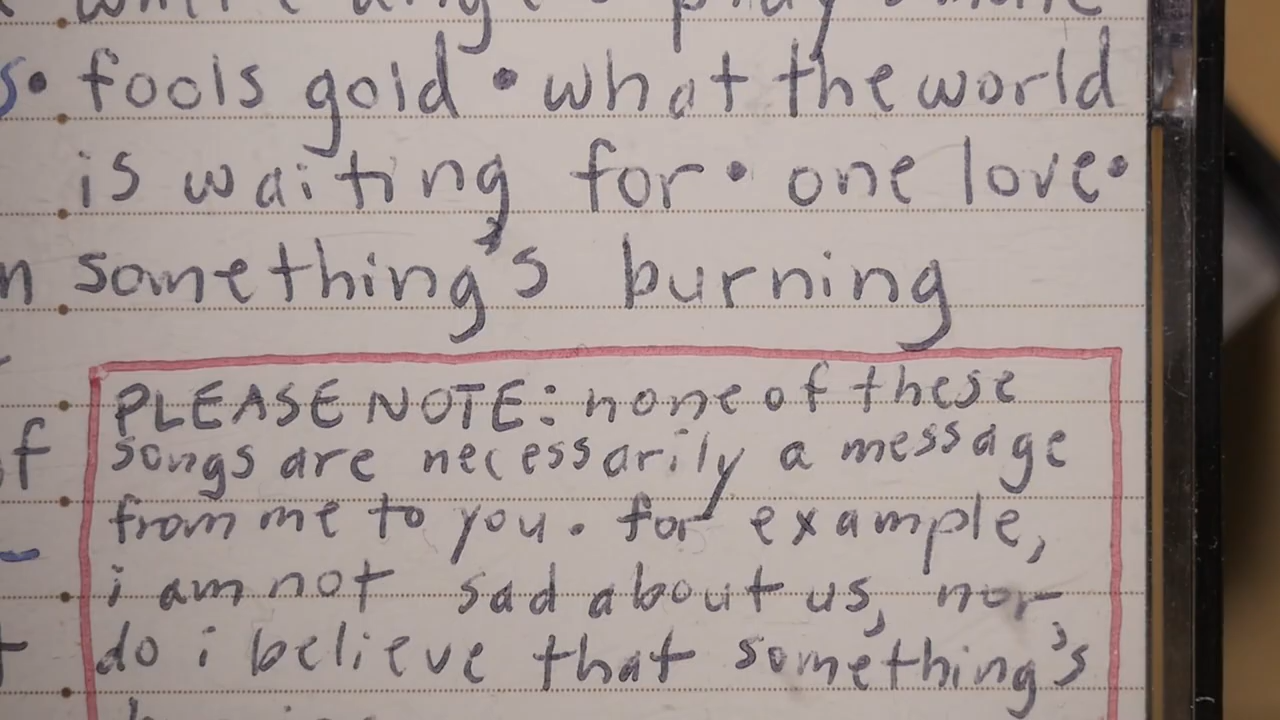 s• fools gold • what the world
is waiting for • one love •
n something's burning
PLEASE NOTE: none of these
songs are necessarily a message
from me to you. for example,
i am not sad about us, nor
do i believe that something's